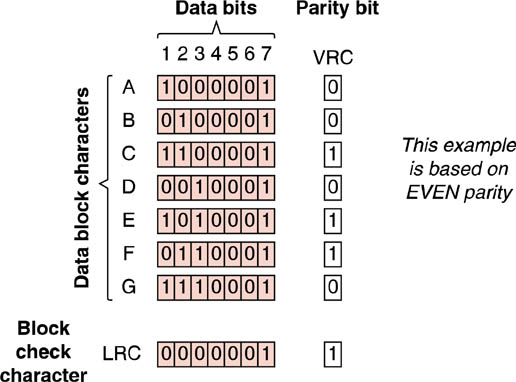 Data bits Parity bit
1 2 3 4 5 6 7 VRC
A 1 0 0 0 0 0 1 0
B 0 1 0 0 0 0 1 0
C 1 1 0 0 0 0 1 1
D 0 0 1 0 0 0 1 0
E 1 0 1 0 0 0 1 1
F 0 1 1 0 0 0 1 1
G 1 1 1 0 0 0 1 0
Data block characters
This example
is based on
EVEN parity
Block
check
character
LRC 0 0 0 0 0 0 1 1